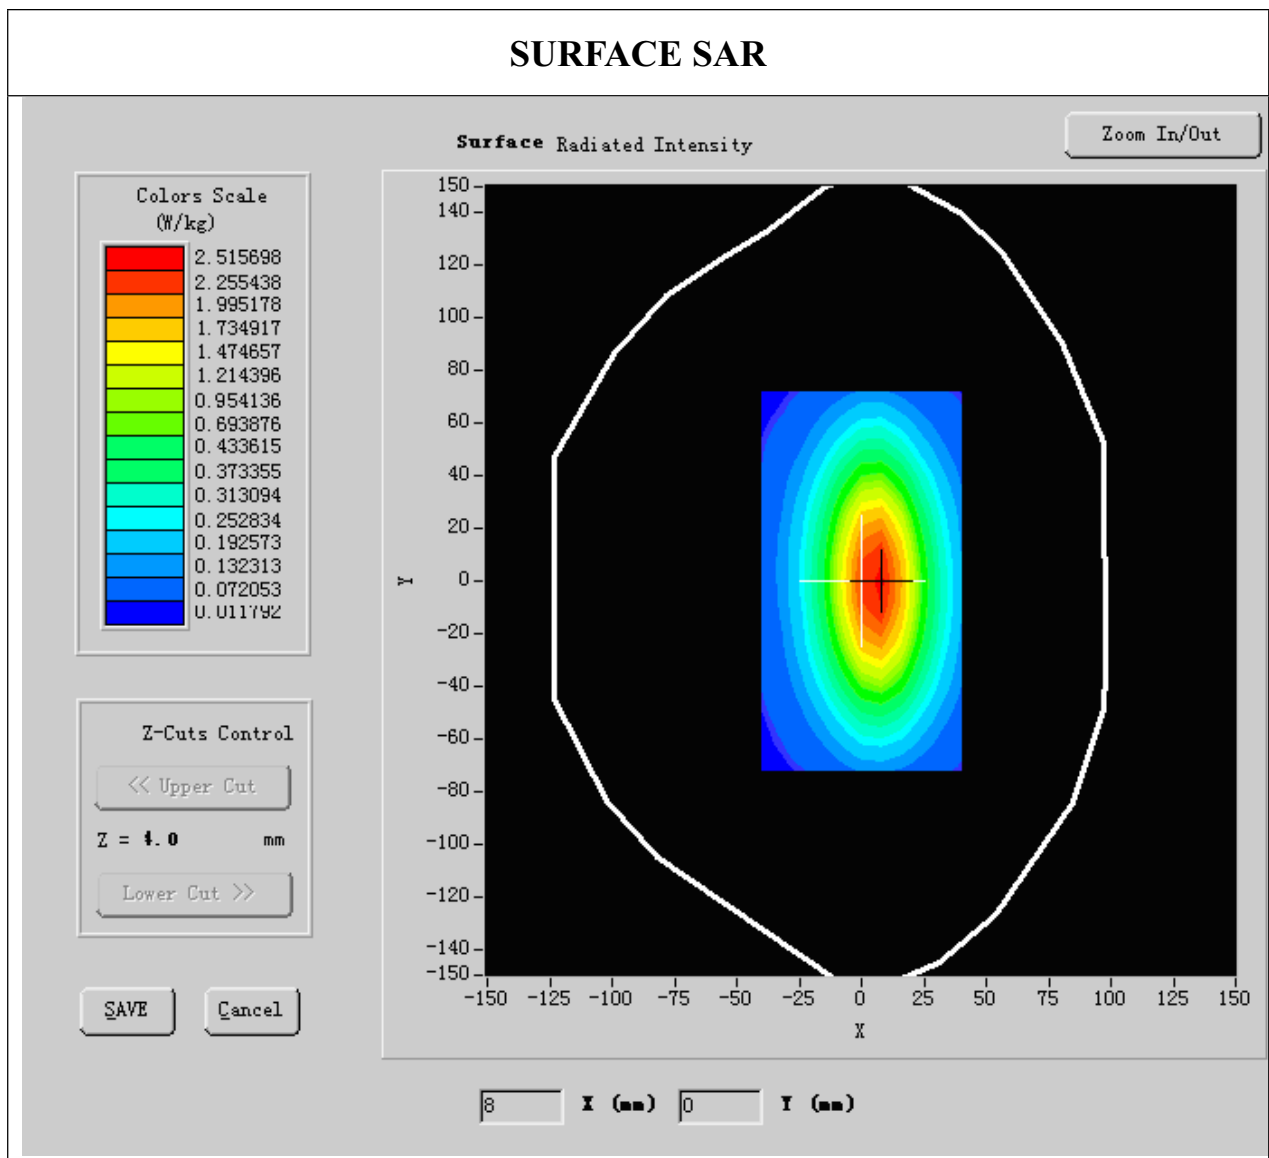 SURFACE SAR
Surface Radiated Intensity
Zoom In/Out
Colors Scale
(W/kg)
2.515698
2.255438
1.995178
1.734917
1.474657
1.214396
0.954136
0.693876
0.433615
0.373355
0.313094
0.252834
0.192573
0.132313
0.072053
0.011792
Z-Cuts Control
<< Upper Cut
Z = 4.0 mm
Lower Cut >>
SAVE
Cancel
150
140
120
100
80
60
40
20
0
-20
-40
-60
-80
-100
-120
-140
-150
Y
-150 -125 -100 -75 -50 -25 0 25 50 75 100 125 150
X
8 X (mm) 0 Y (mm)